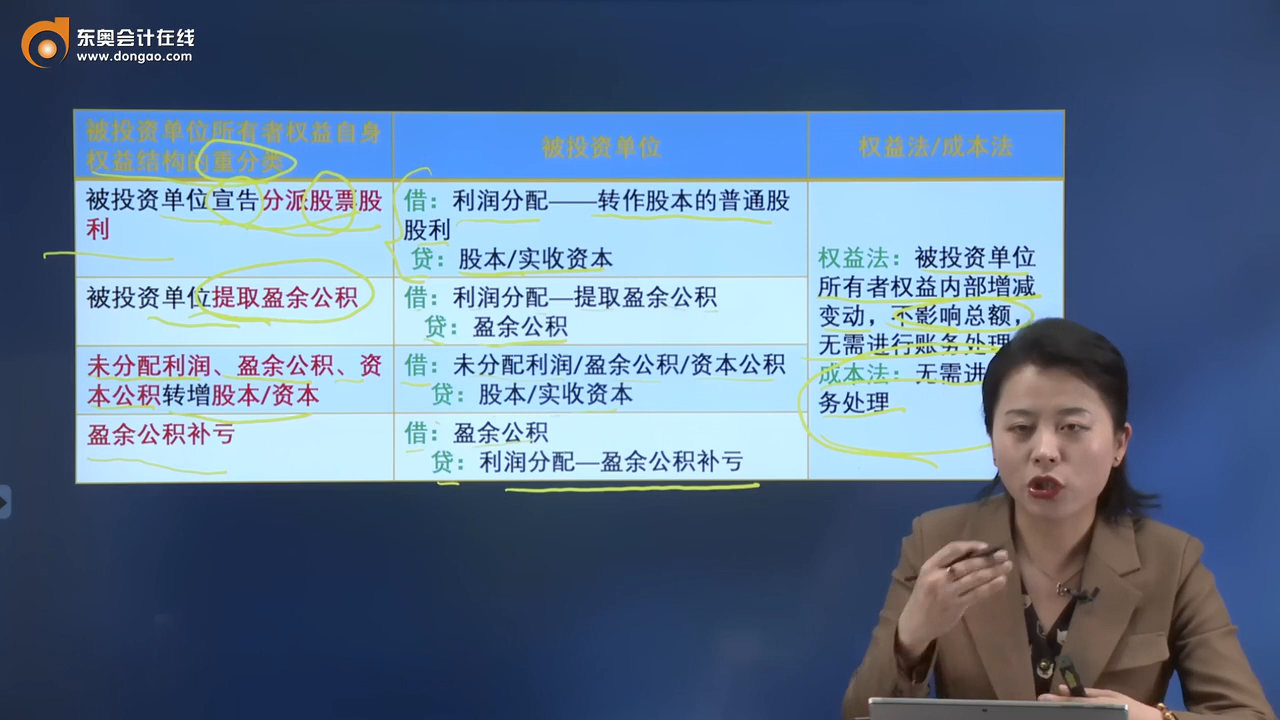 东奥会计在线
www.dongao.com
被投资单位所有者权益自身
权益结构的重分类
被投资单位
权益法/成本法
被投资单位宣告分派股票股
利
借：利润分配——转作股本的普通股
股利
贷：股本/实收资本
被投资单位提取盈余公积
借：利润分配—提取盈余公积
贷：盈余公积
未分配利润、盈余公积、资
本公积转增股本/资本
借：未分配利润/盈余公积/资本公积
贷：股本/实收资本
盈余公积补亏
借：盈余公积
贷：利润分配—盈余公积补亏
权益法：被投资单位
所有者权益内部增减
变动，不影响总额，
无需进行账务处理
成本法：无需进
务处理